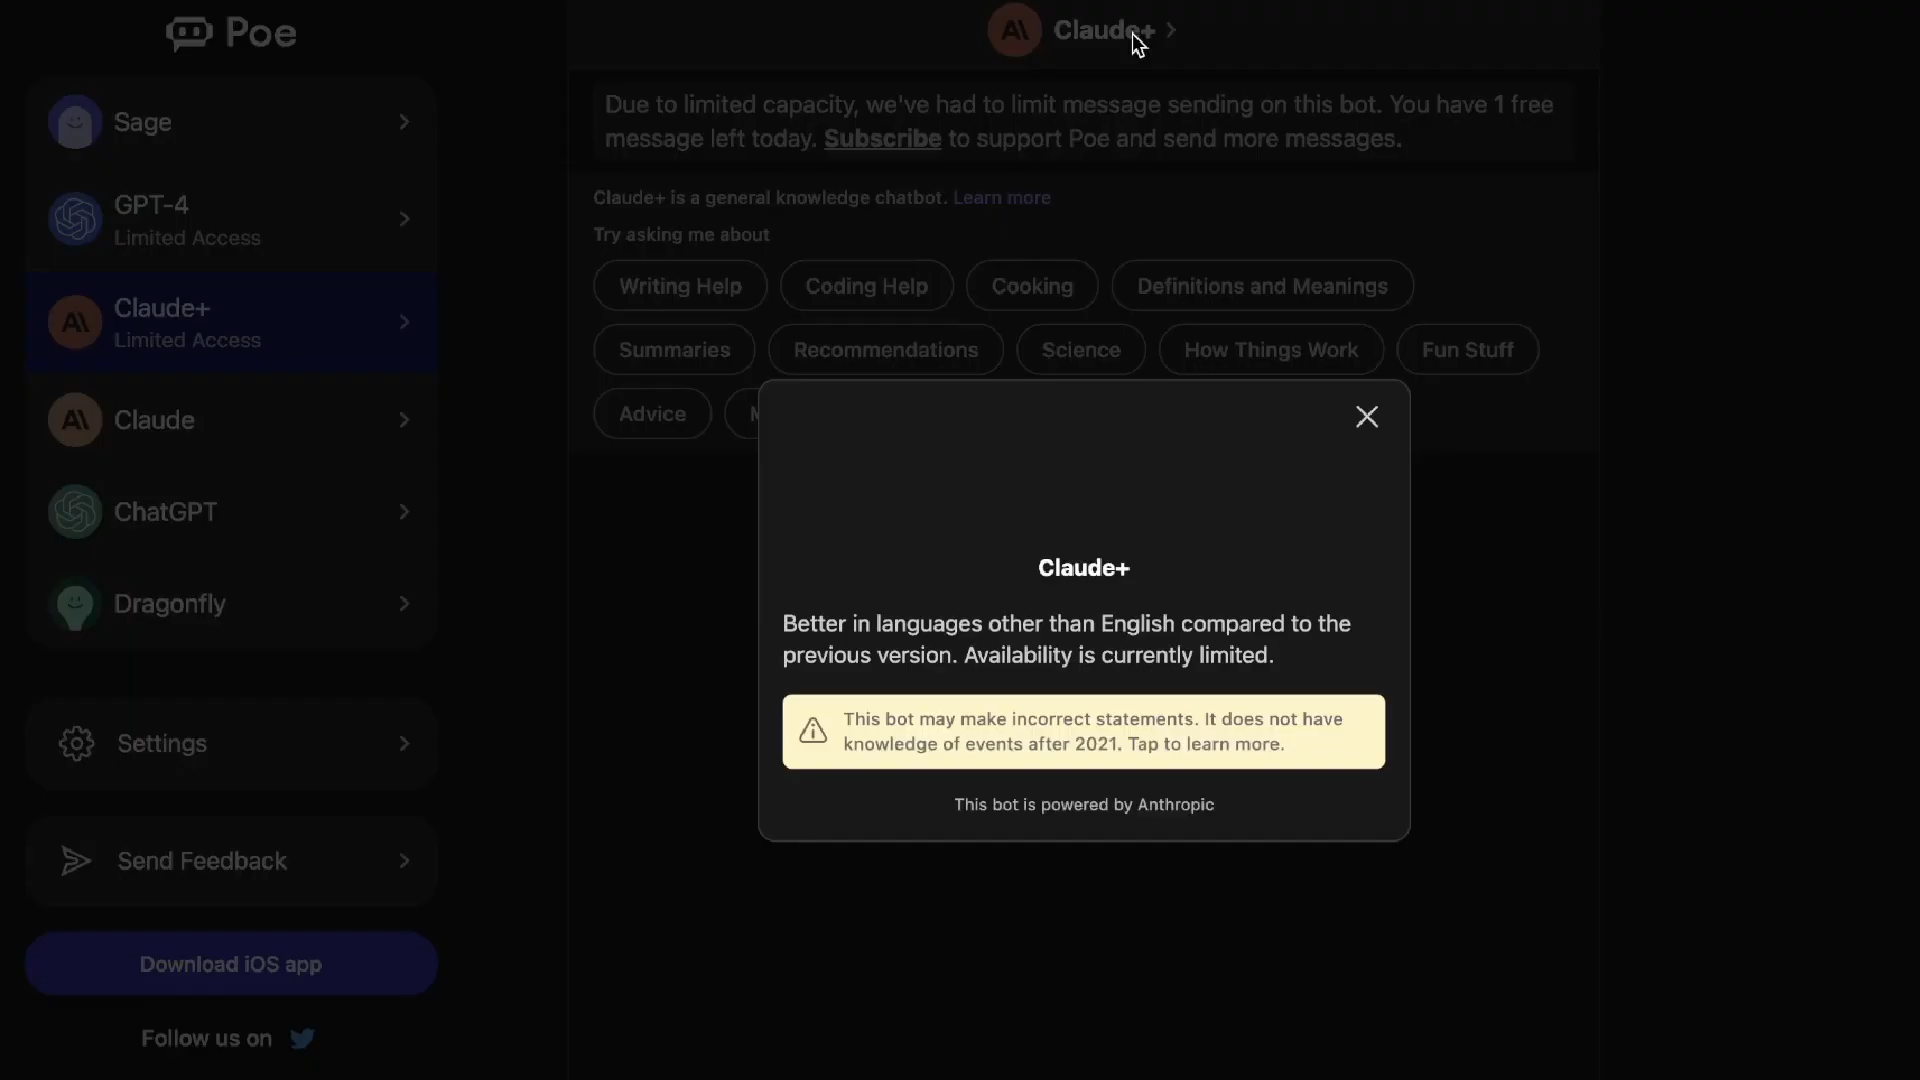 Poe
Sage
GPT-4
Limited Access
Claude+
Limited Access
Claude
ChatGPT
Dragonfly
Settings
Send Feedback
Download iOS app
Follow us on
Claude+
Due to limited capacity, we've had to limit message sending on this bot. You have 1 free
message left today. Subscribe to support Poe and send more messages.
Claude+ is a general knowledge chatbot. Learn more
Try asking me about
Writing Help Coding Help Cooking Definitions and Meanings
Summaries Recommendations Science How Things Work Fun Stuff
Advice
Claude+
Better in languages other than English compared to the
previous version. Availability is currently limited.
This bot may make incorrect statements. It does not have
knowledge of events after 2021. Tap to learn more.
This bot is powered by Anthropic